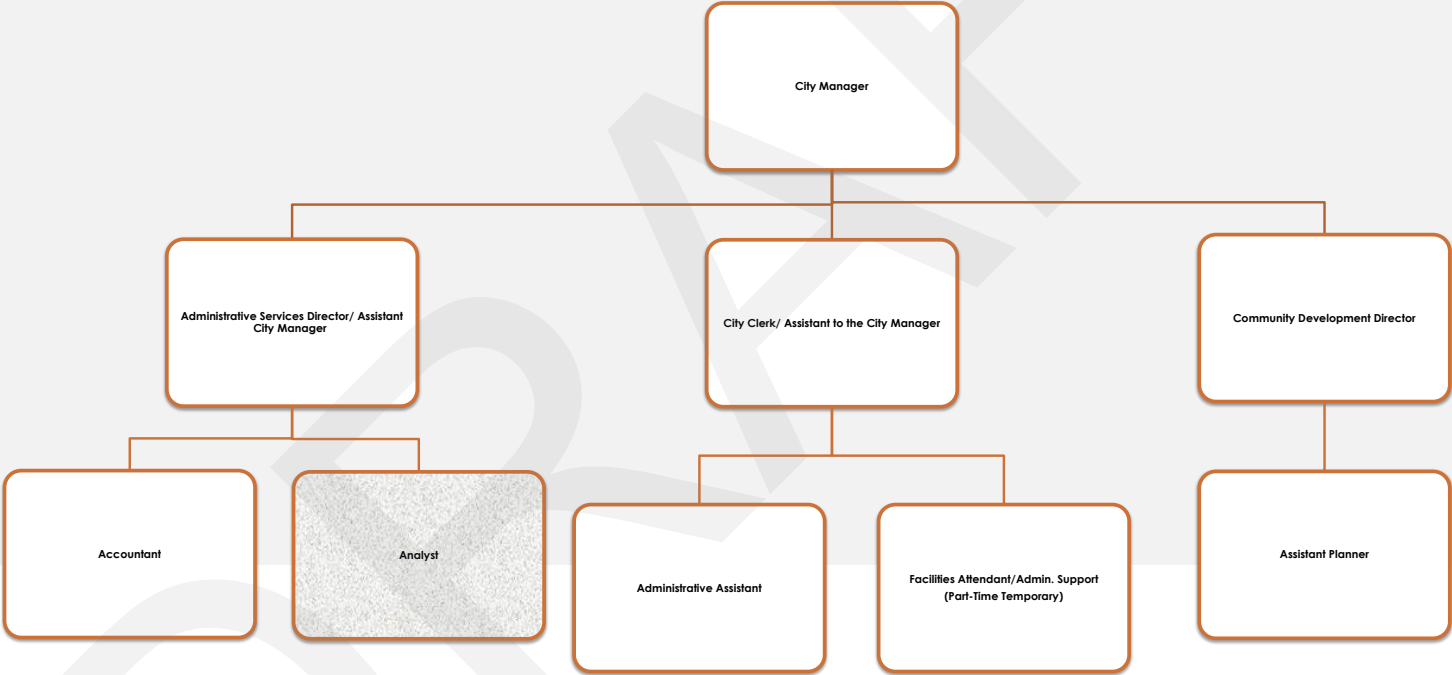 City Manager
Administrative Services Director/ Assistant
City Manager
City Clerk/ Assistant to the City Manager
Community Development Director
Accountant
Analyst
Administrative Assistant
Facilities Attendant/Admin. Support
(Part-Time Temporary)
Assistant Planner